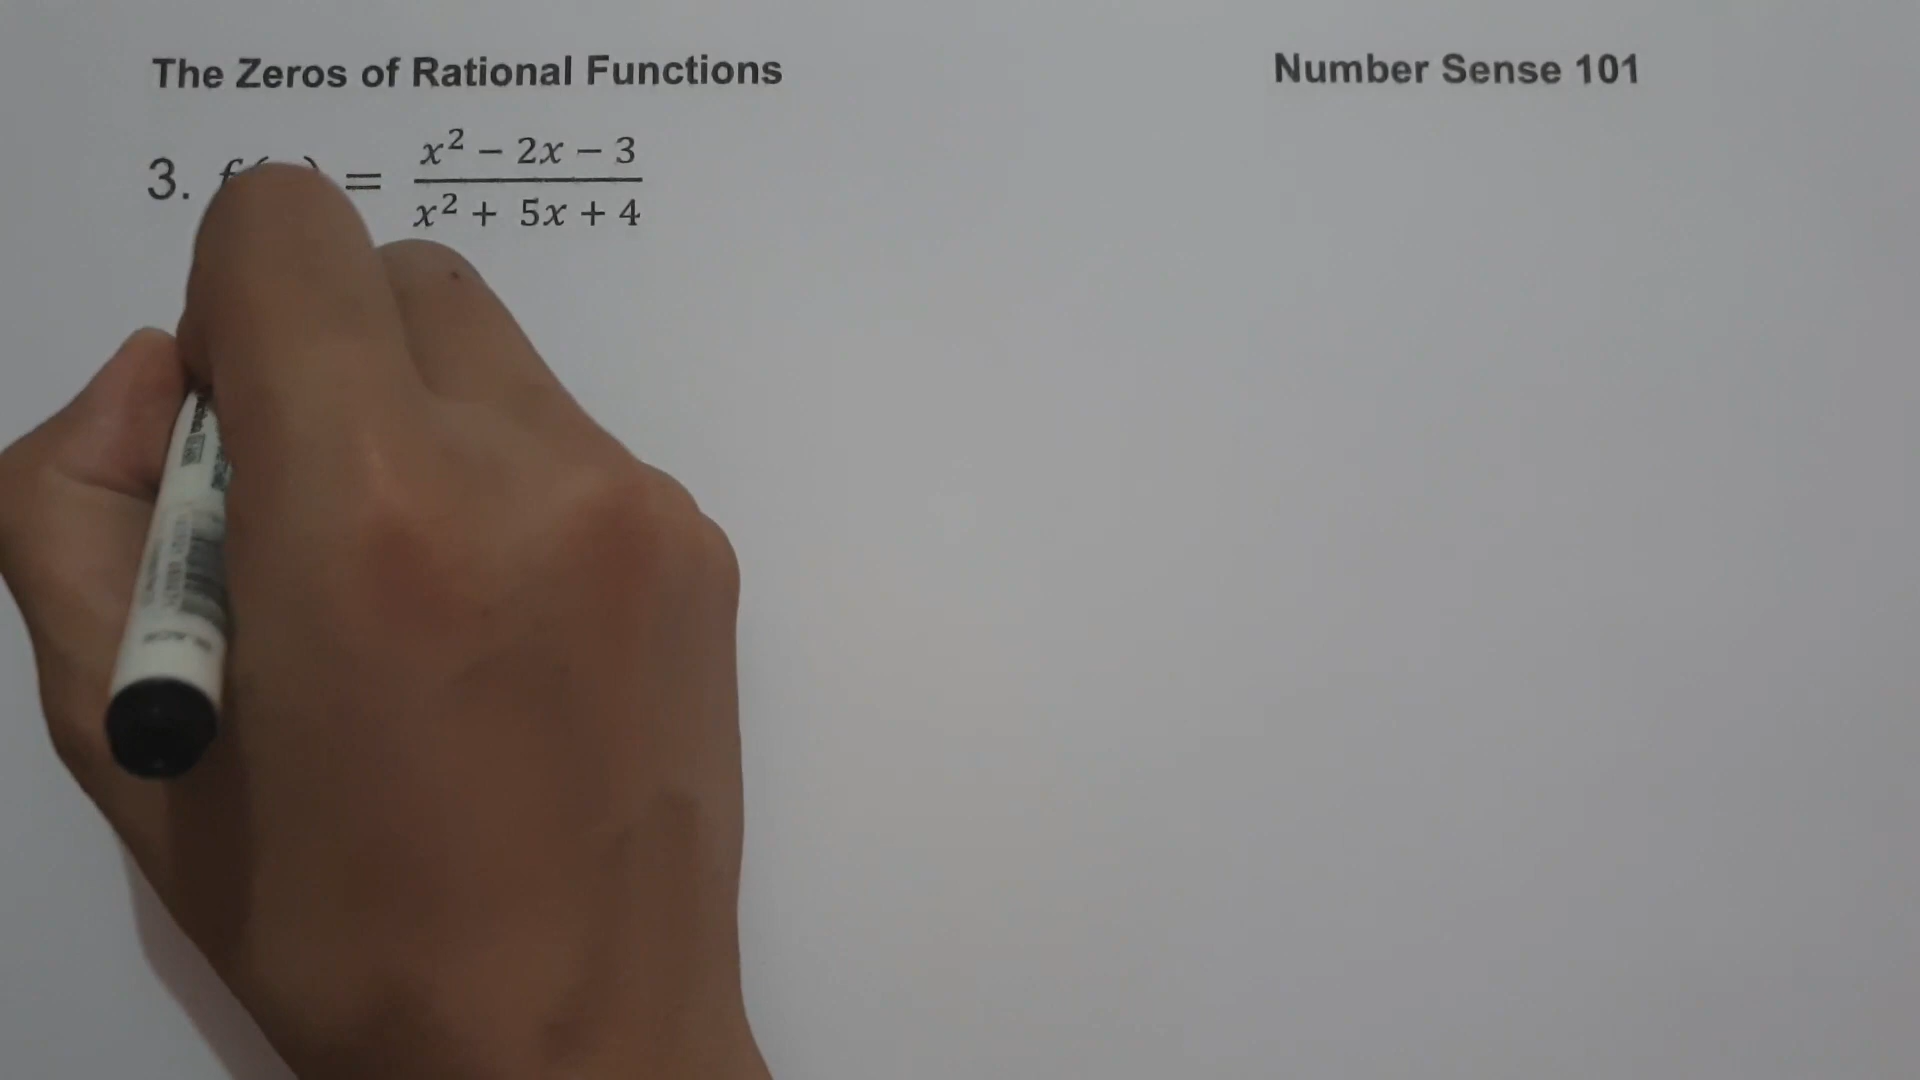 The Zeros of Rational Functions
Number Sense 101
3. f( ) = x² − 2x − 3 / x² + 5x + 4